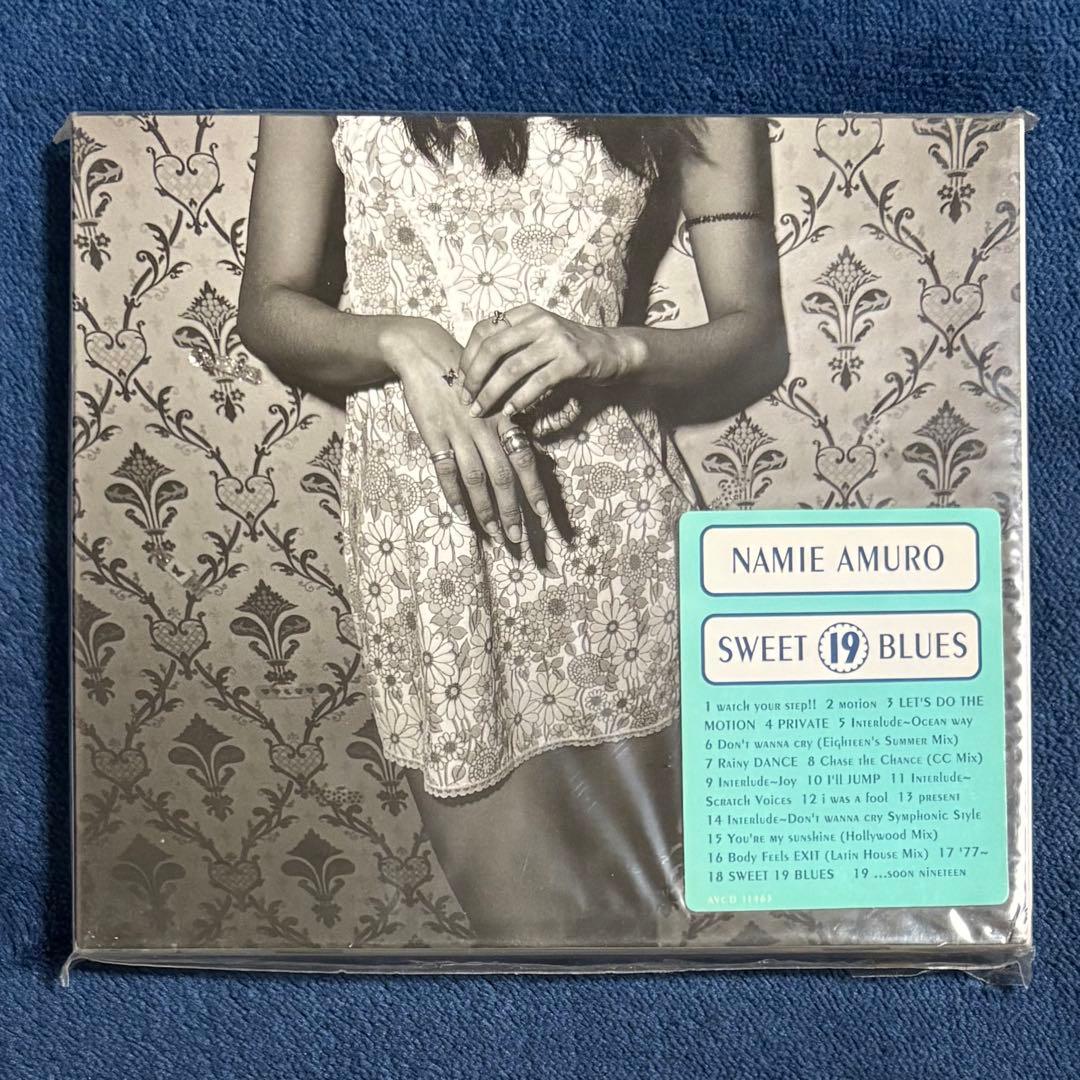 NAMIE AMURO
SWEET 19 BLUES
1 watch your step!! 2 motion 3 LET'S DO THE
MOTION 4 PRIVATE 5 Interlude~Ocean way
6 Don't wanna cry (Eighteen's Summer Mix)
7 Rainy DANCE 8 Chase the Chance (CC Mix)
9 Interlude~Joy 10 I'll JUMP 11 Interlude~
Scratch Voices 12 i was a fool 13 present
14 Interlude~Don't wanna cry Symphonic Style
15 You're my sunshine (Hollywood Mix)
16 Body Feels EXIT (Latin House Mix) 17 '77~
18 SWEET 19 BLUES 19 ...soon nineteen
AVCD 11463